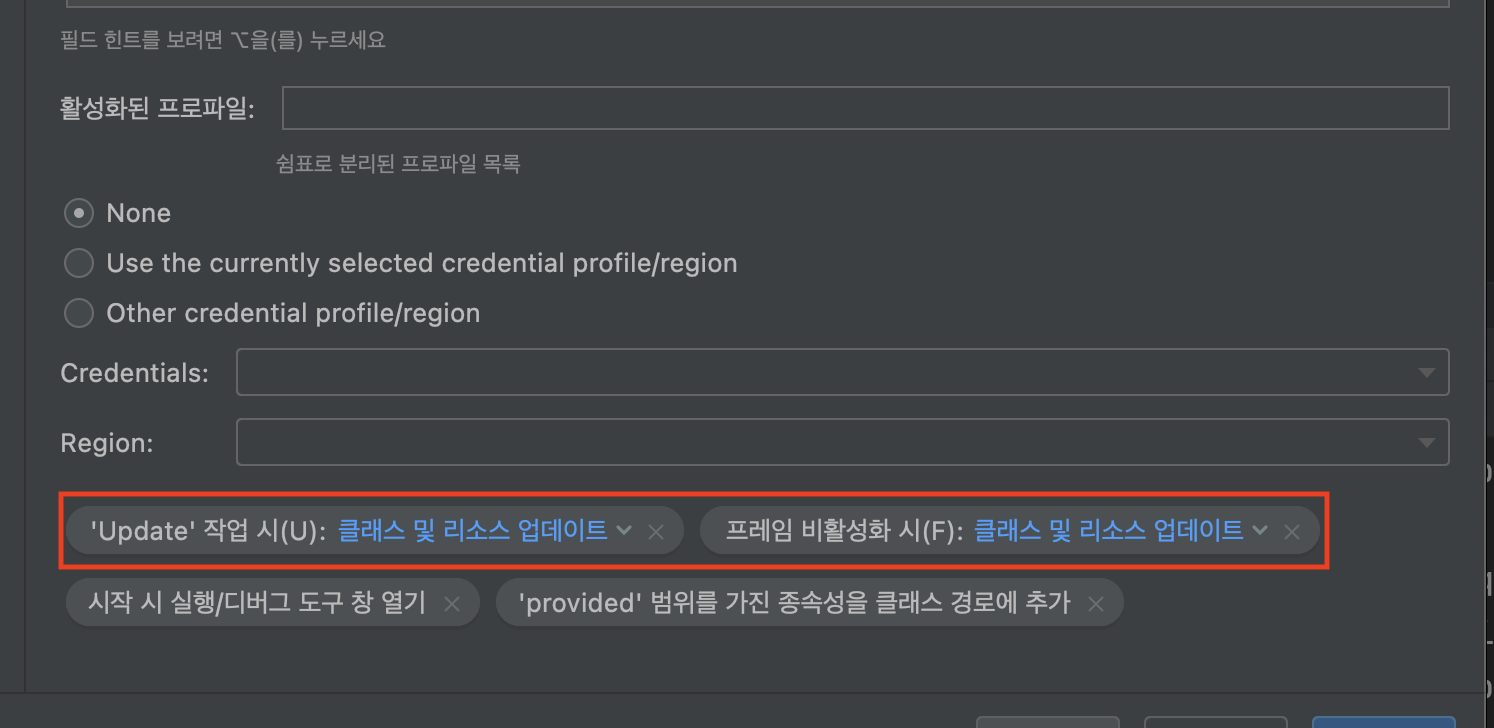 필드 힌트를 보려면 ⌥을(를) 누르세요
활성화된 프로파일:
쉼표로 분리된 프로파일 목록
None
Use the currently selected credential profile/region
Other credential profile/region
Credentials:
Region:
'Update' 작업 시(U): 클래스 및 리소스 업데이트 프레임 비활성화 시(F): 클래스 및 리소스 업데이트
시작 시 실행/디버그 도구 창 열기 'provided' 범위를 가진 종속성을 클래스 경로에 추가